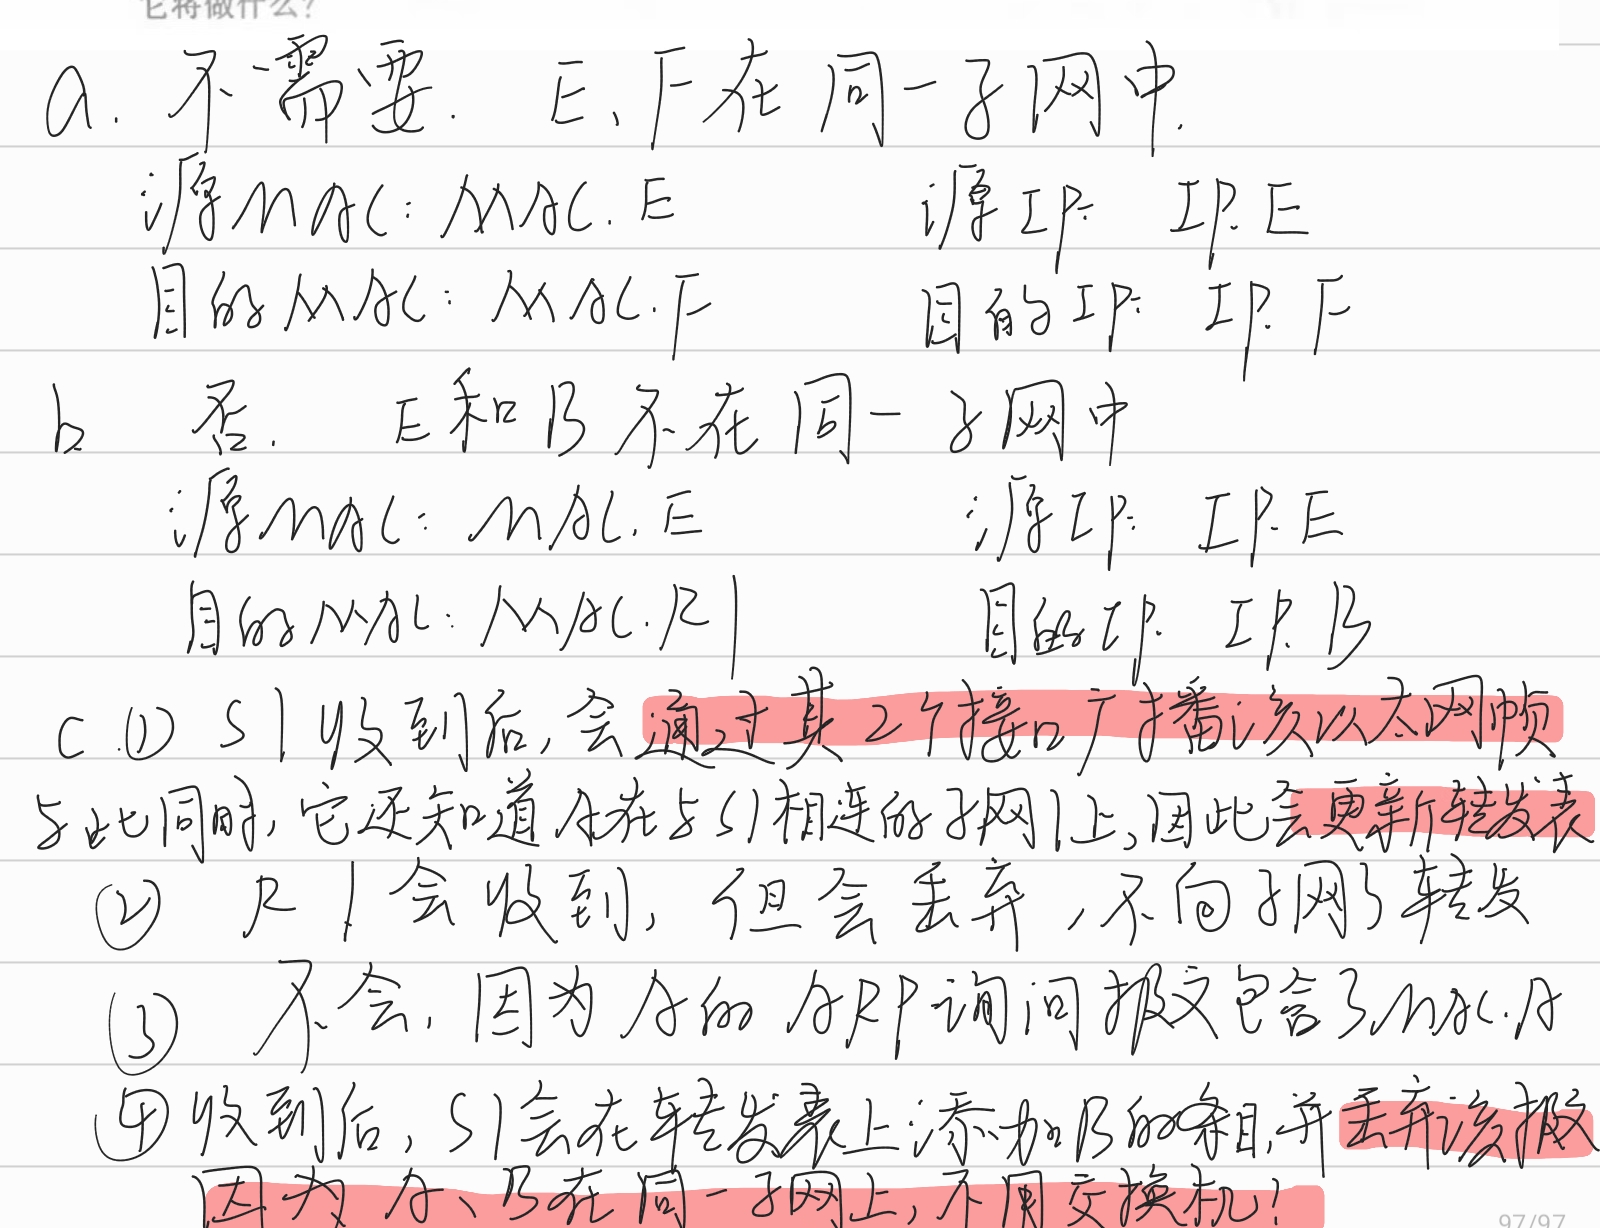 它将做什么？
a. 不需要. E、F在同一子网中.
源MAC: MAC.E 源IP: IP.E
目的MAC: MAC.F 目的IP: IP.F
b 否. E和B不在同一子网中
源MAC: MAC.E 源IP: IP.E
目的MAC: MAC.R1 目的IP. IP.B
c.① S1收到后,会通过其2个接口广播该以太网帧
与此同时,它还知道A在与S1相连的子网1上,因此会更新转发表
② R1会收到,但会丢弃,不向子网3转发
③ 不会,因为A的ARP询问报文包含了MAC.A
④ 收到后,S1会在转发表上添加B的条目,并丢弃该报文
因为A、B在同一子网上,不用交换机!
97/97